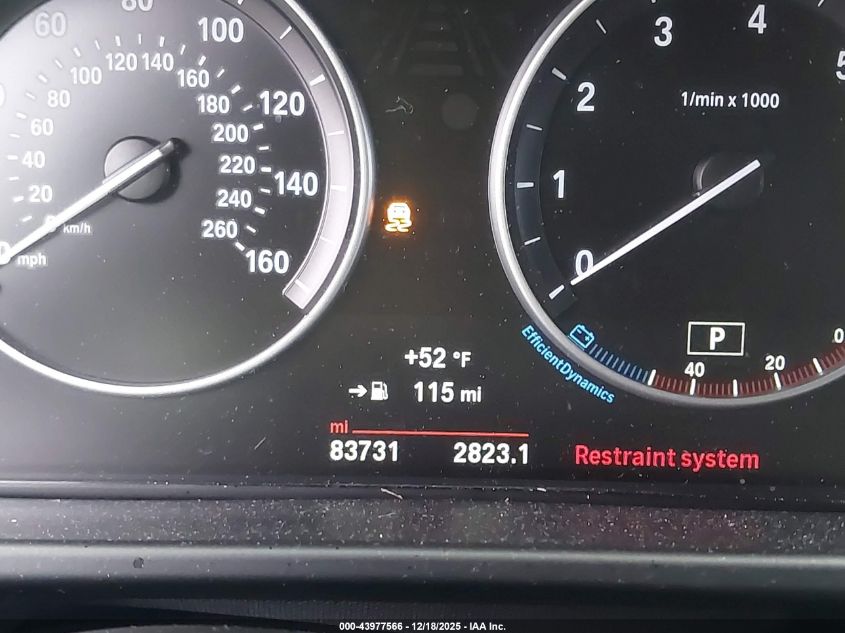 60
80
100
120
140
160
mph
20
40
60
80
100
120
140
160
180
200
220
240
260
km/h
0
1
2
3
4
5
1/min x 1000
P
40
20
0
EfficientDynamics
+52 °F
115 mi
mi
83731 2823.1
Restraint system
000-43977566 - 12/18/2025 - IAA Inc.